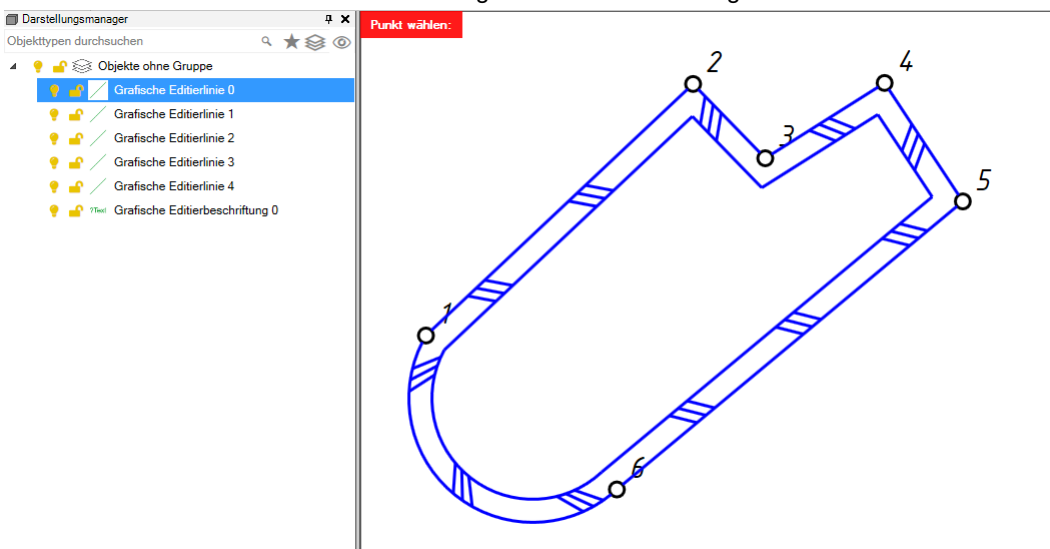 Darstellungsmanager
Objekttypen durchsuchen
Objekte ohne Gruppe
Grafische Editierlinie 0
Grafische Editierlinie 1
Grafische Editierlinie 2
Grafische Editierlinie 3
Grafische Editierlinie 4
?Text Grafische Editierbeschriftung 0
Punkt wählen:
2
4
3
5
1
6